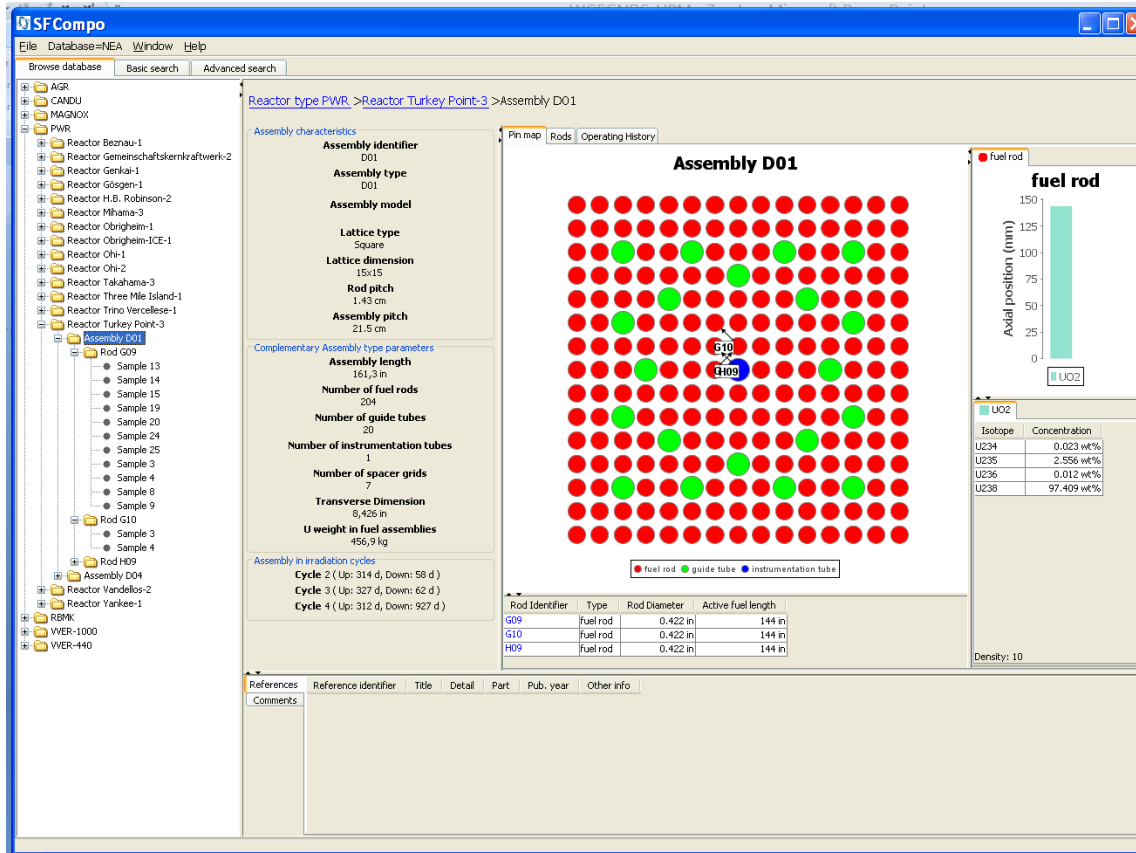 SFCompo
File Database=NEA Window Help
Browse database Basic search Advanced search
AGR
CANDU
MAGNOX
PWR
Reactor Beznau-1
Reactor Gemeinschaftskernkraftwerk-2
Reactor Genkai-1
Reactor Gösgen-1
Reactor H.B. Robinson-2
Reactor Mihama-3
Reactor Obrigheim-1
Reactor Obrigheim-ICE-1
Reactor Ohi-1
Reactor Ohi-2
Reactor Takahama-3
Reactor Three Mile Island-1
Reactor Trino Vercellese-1
Reactor Turkey Point-3
Assembly D01
Rod G09
Sample 13
Sample 14
Sample 15
Sample 19
Sample 20
Sample 24
Sample 25
Sample 3
Sample 4
Sample 8
Sample 9
Rod G10
Sample 3
Sample 4
Rod H09
Assembly D04
Reactor Vandellos-2
Reactor Yankee-1
RBMK
VVER-1000
VVER-440
Reactor type PWR >Reactor Turkey Point-3 >Assembly D01
Assembly characteristics
Assembly identifier
D01
Assembly type
D01
Assembly model
Lattice type
Square
Lattice dimension
15x15
Rod pitch
1.43 cm
Assembly pitch
21.5 cm
Complementary Assembly type parameters
Assembly length
161,3 in
Number of fuel rods
204
Number of guide tubes
20
Number of instrumentation tubes
1
Number of spacer grids
7
Transverse Dimension
8,426 in
U weight in fuel assemblies
456,9 kg
Assembly in irradiation cycles
Cycle 2 ( Up: 314 d, Down: 58 d )
Cycle 3 ( Up: 327 d, Down: 62 d )
Cycle 4 ( Up: 312 d, Down: 927 d )
Pin map Rods Operating History
Assembly D01
G10
H09
fuel rod guide tube instrumentation tube
Rod Identifier Type Rod Diameter Active fuel length
G09 fuel rod 0.422 in 144 in
G10 fuel rod 0.422 in 144 in
H09 fuel rod 0.422 in 144 in
fuel rod
fuel rod
Axial position (mm)
150
125
100
75
50
25
0
UO2
UO2
Isotope Concentration
U234 0.023 wt%
U235 2.556 wt%
U236 0.012 wt%
U238 97.409 wt%
Density: 10
References Reference identifier Title Detail Part Pub. year Other info
Comments